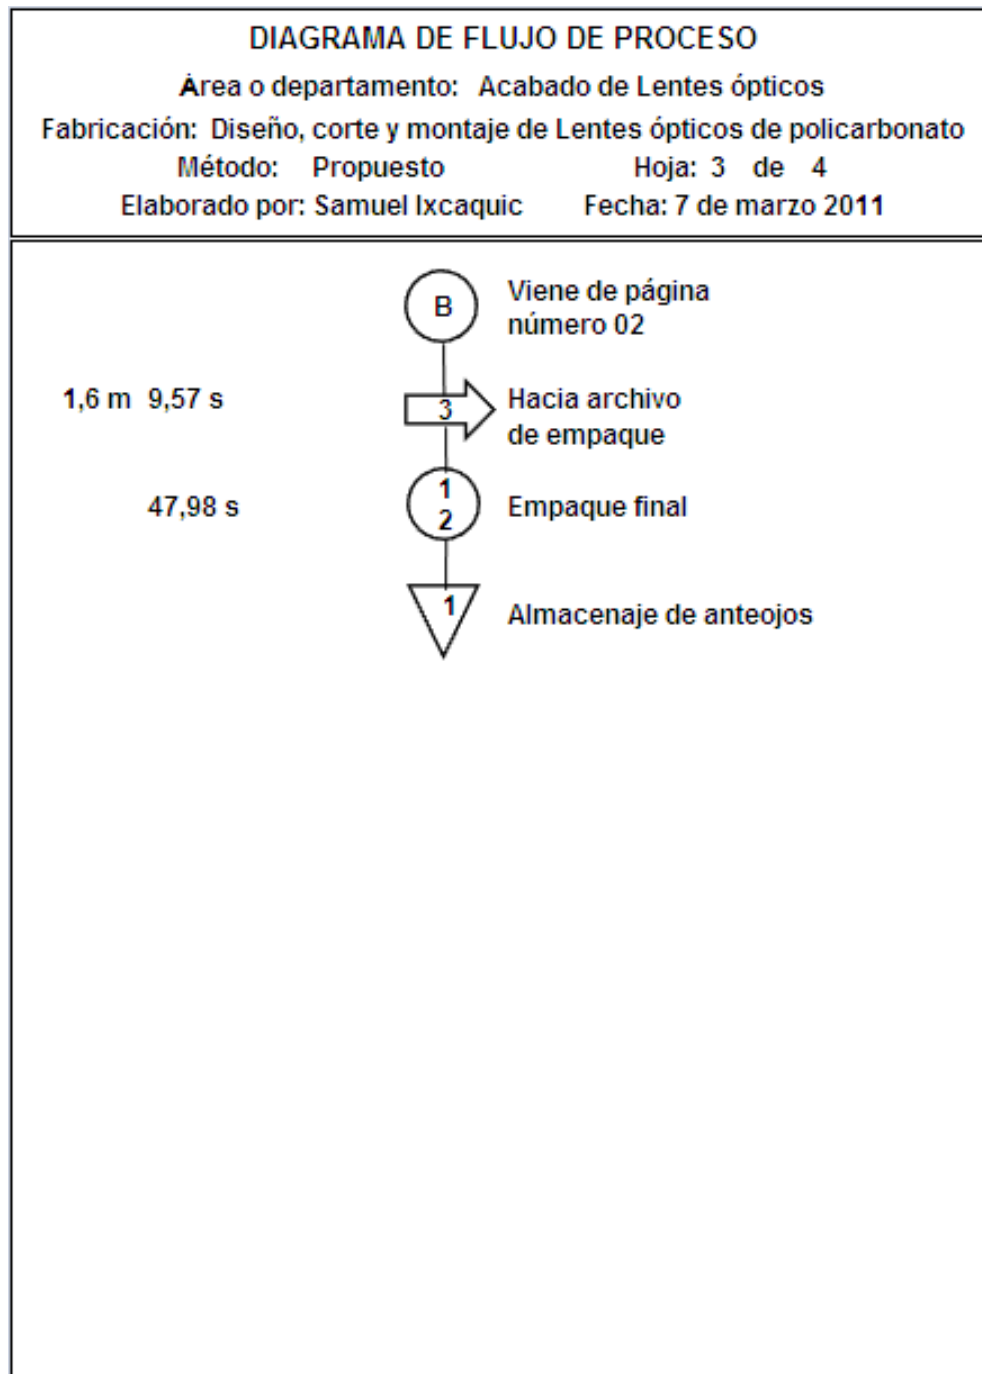 DIAGRAMA DE FLUJO DE PROCESO
Área o departamento: Acabado de Lentes ópticos
Fabricación: Diseño, corte y montaje de Lentes ópticos de policarbonato
Método: Propuesto Hoja: 3 de 4
Elaborado por: Samuel Ixcaquic Fecha: 7 de marzo 2011
B
Viene de página
número 02
1,6 m 9,57 s
3
Hacia archivo
de empaque
47,98 s
1
2
Empaque final
1
Almacenaje de anteojos